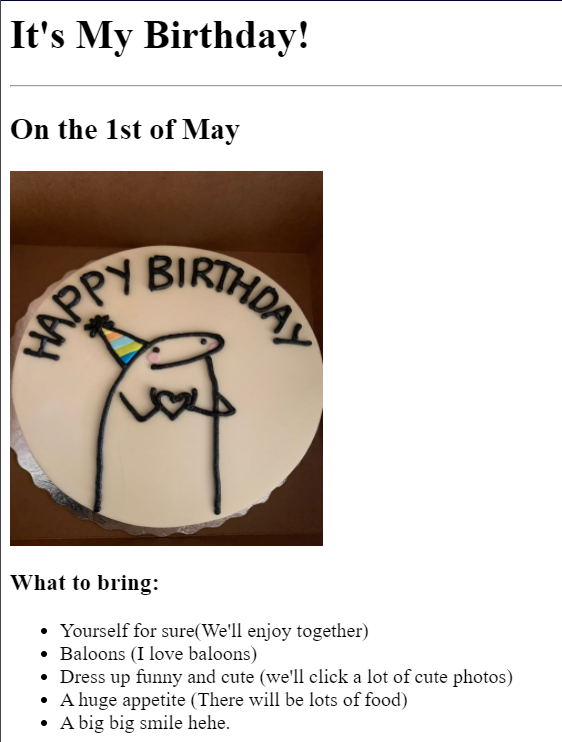 It's My Birthday!
On the 1st of May
HAPPY BIRTHDAY
What to bring:
Yourself for sure(We'll enjoy together)
Baloons (I love baloons)
Dress up funny and cute (we'll click a lot of cute photos)
A huge appetite (There will be lots of food)
A big big smile hehe.